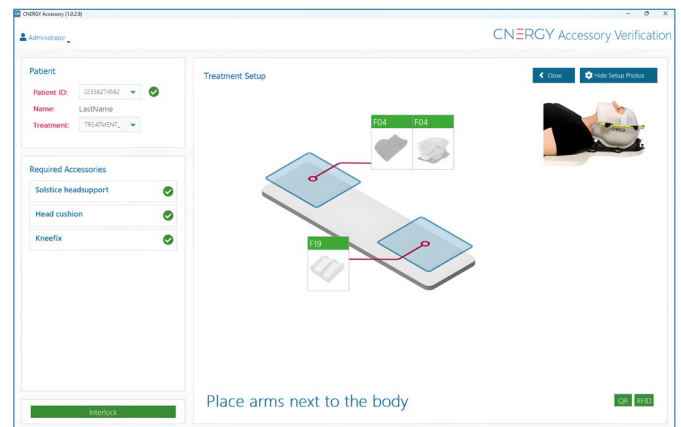 CNERGY Accessory (1.0.2.9)
Administrator
CNERGY Accessory Verification
Patient
Patient ID: 22356274562
Name: LastName
Treatment: TREATMENT_
Required Accessories
Solstice headsupport
Head cushion
Kneefix
Interlock
Treatment Setup
Close
Hide Setup Photos
F04 F04
CIVCO
F19
Place arms next to the body
QR RFID